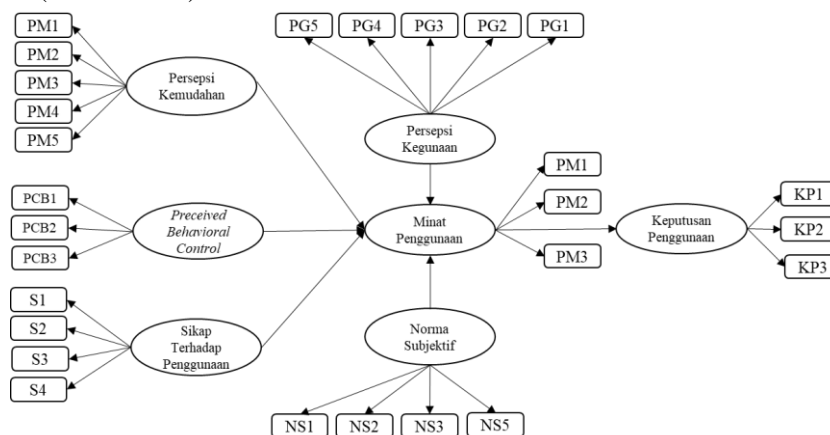 PM1
PM2
PM3
PM4
PM5
Persepsi
Kemudahan
PG5
PG4
PG3
PG2
PG1
Persepsi
Kegunaan
PCB1
PCB2
PCB3
Preceived
Behavioral
Control
Minat
Penggunaan
PM1
PM2
PM3
Keputusan
Penggunaan
KP1
KP2
KP3
S1
S2
S3
S4
Sikap
Terhadap
Penggunaan
Norma
Subjektif
NS1
NS2
NS3
NS5